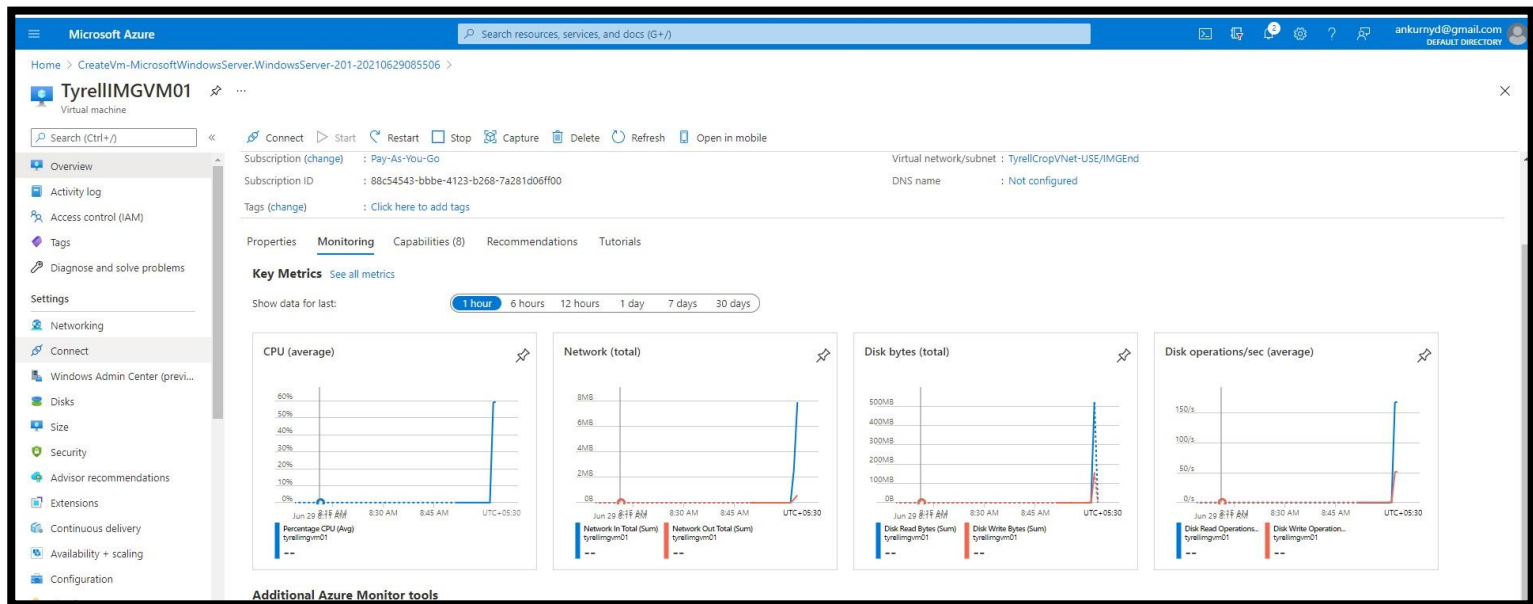 Microsoft Azure
Search resources, services, and docs (G+/)
2
ankurnyd@gmail.com
DEFAULT DIRECTORY
Home > CreateVm-MicrosoftWindowsServer.WindowsServer-201-20210629085506 >
TyrellIMGVM01
Virtual machine
Search (Ctrl+/)
Connect Start Restart Stop Capture Delete Refresh Open in mobile
Overview
Activity log
Access control (IAM)
Tags
Diagnose and solve problems
Settings
Networking
Connect
Windows Admin Center (previ...
Disks
Size
Security
Advisor recommendations
Extensions
Continuous delivery
Availability + scaling
Configuration
Subscription (change) : Pay-As-You-Go
Subscription ID : 88c54543-bbbe-4123-b268-7a281d06ff00
Tags (change) : Click here to add tags
Virtual network/subnet : TyrellCropVNet-USE/IMGEnd
DNS name : Not configured
Properties Monitoring Capabilities (8) Recommendations Tutorials
Key Metrics See all metrics
Show data for last: 1 hour 6 hours 12 hours 1 day 7 days 30 days
CPU (average)
60%
50%
40%
30%
20%
10%
0%
Jun 29 8:30 AM 8:45 AM UTC+05:30
Percentage CPU (Avg)
tyrellimgvm01
--
Network (total)
8MB
6MB
4MB
2MB
0B
Jun 29 8:30 AM 8:45 AM UTC+05:30
Network In Total (Sum) Network Out Total (Sum)
tyrellimgvm01 tyrellimgvm01
-- --
Disk bytes (total)
500MB
400MB
300MB
200MB
100MB
0B
Jun 29 8:30 AM 8:45 AM UTC+05:30
Disk Read Bytes (Sum) Disk Write Bytes (Sum)
tyrellimgvm01 tyrellimgvm01
-- --
Disk operations/sec (average)
150/s
100/s
50/s
0/s
Jun 29 8:30 AM 8:45 AM UTC+05:30
Disk Read Operations... Disk Write Operation...
tyrellimgvm01 tyrellimgvm01
-- --
Additional Azure Monitor tools